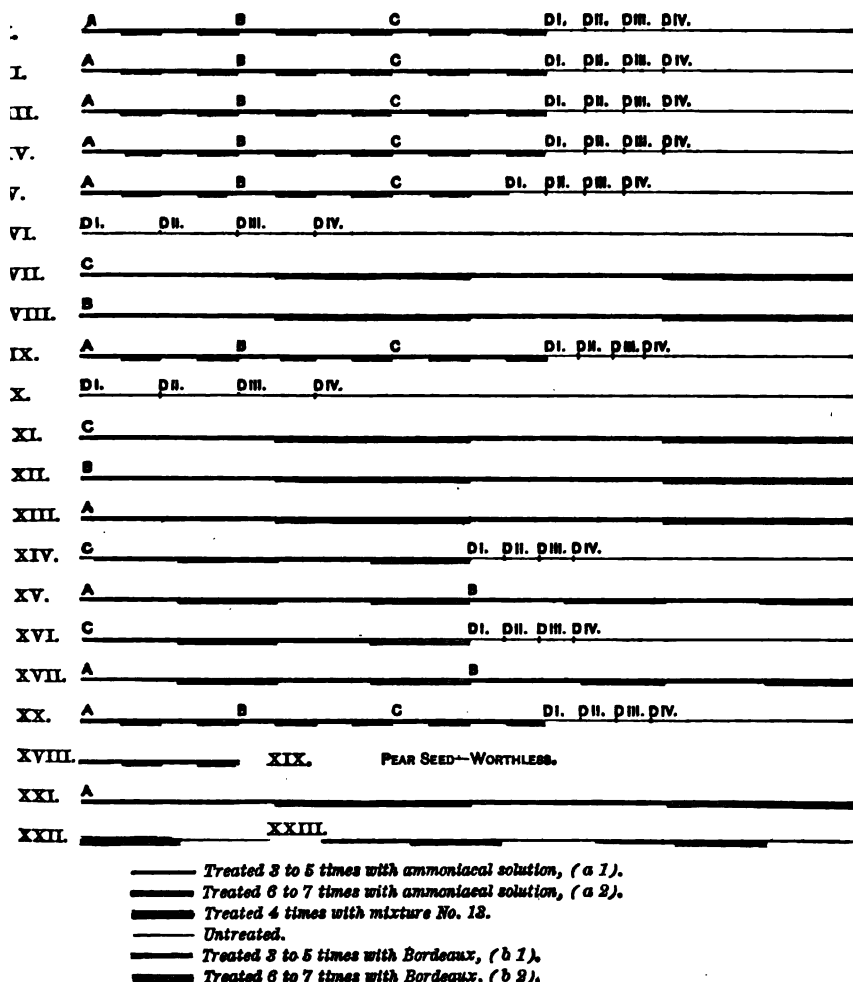 I. A B C DI. DII. DIII. DIV.
II. A B C DI. DII. DIII. DIV.
III. A B C DI. DII. DIII. DIV.
IV. A B C DI. DII. DIII. DIV.
V. A B C DI. DII. DIII. DIV.
VI. DI. DII. DIII. DIV.
VII. C
VIII. B
IX. A B C DI. DII. DIII. DIV.
X. DI. DII. DIII. DIV.
XI. C
XII. B
XIII. A
XIV. C DI. DII. DIII. DIV.
XV. A B
XVI. C DI. DII. DIII. DIV.
XVII. A B
XX. A B C DI. DII. DIII. DIV.
XVIII. XIX. PEAR SEED—WORTHLESS.
XXI. A
XXII. XXIII.
Treated 3 to 5 times with ammoniacal solution, (a 1).
Treated 6 to 7 times with ammoniacal solution, (a 2).
Treated 4 times with mixture No. 13.
Untreated.
Treated 3 to 5 times with Bordeaux, (b 1).
Treated 6 to 7 times with Bordeaux, (b 2).